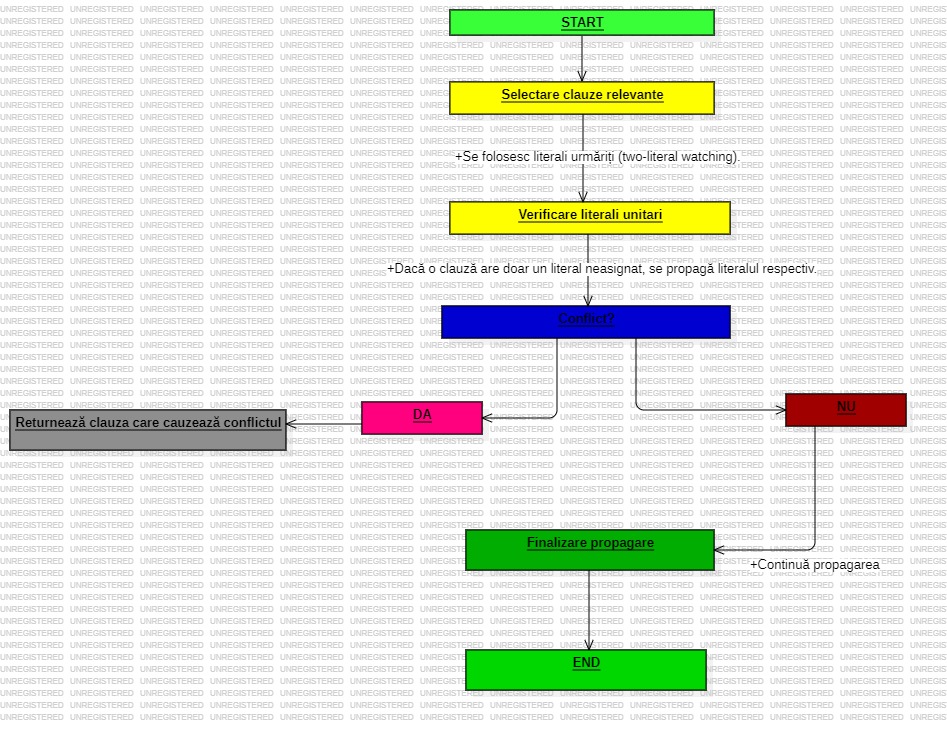 START
Selectare clauze relevante
+Se folosesc literali urmăriți (two-literal watching).
Verificare literali unitari
+Dacă o clauză are doar un literal neasignat, se propagă literalul respectiv.
Conflict?
DA
NU
Returnează clauza care cauzează conflictul
Finalizare propagare
+Continuă propagarea
END
UNREGISTERED